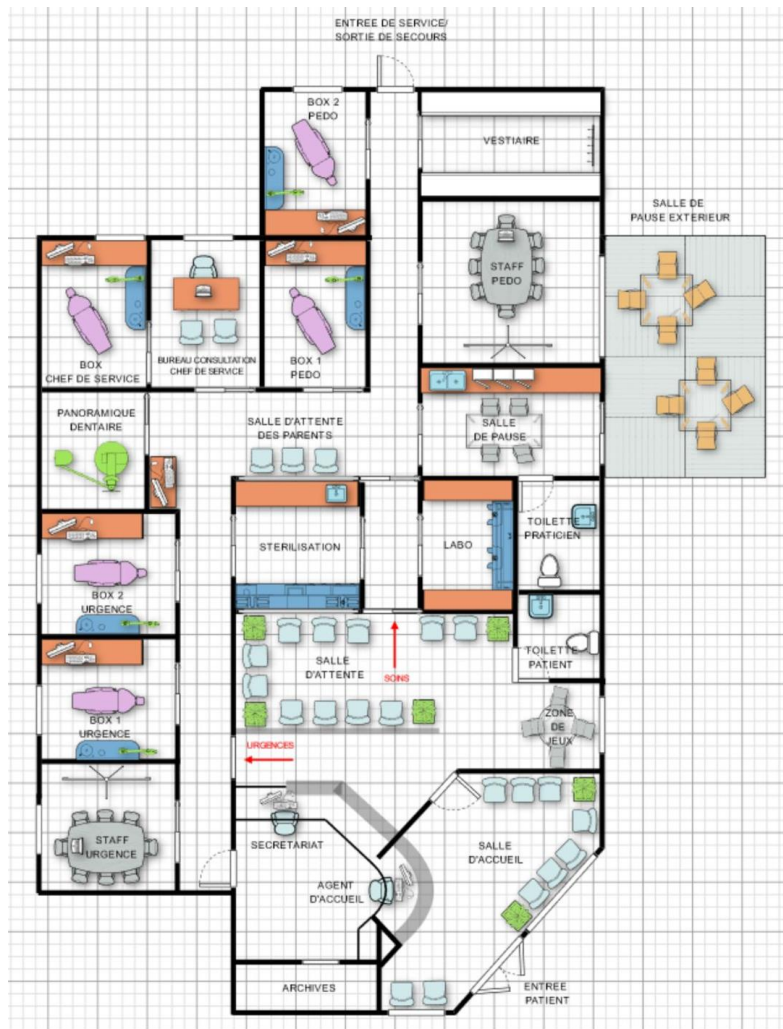 ENTREE DE SERVICE/
SORTIE DE SECOURS
BOX 2
PEDO
VESTIAIRE
SALLE DE
PAUSE EXTERIEUR
STAFF
PEDO
BOX
CHEF DE SERVICE
BUREAU CONSULTATION
CHEF DE SERVICE
BOX 1
PEDO
PANORAMIQUE
DENTAIRE
SALLE D'ATTENTE
DES PARENTS
SALLE
DE PAUSE
STERILISATION
LABO
TOILETTE
PRATICIEN
BOX 2
URGENCE
SALLE
D'ATTENTE
SOINS
TOILETTE
PATIENT
BOX 1
URGENCE
ZONE
DE
JEUX
URGENCES
STAFF
URGENCE
SECRETARIAT
SALLE
D'ACCUEIL
AGENT
D'ACCUEIL
ARCHIVES
ENTREE
PATIENT